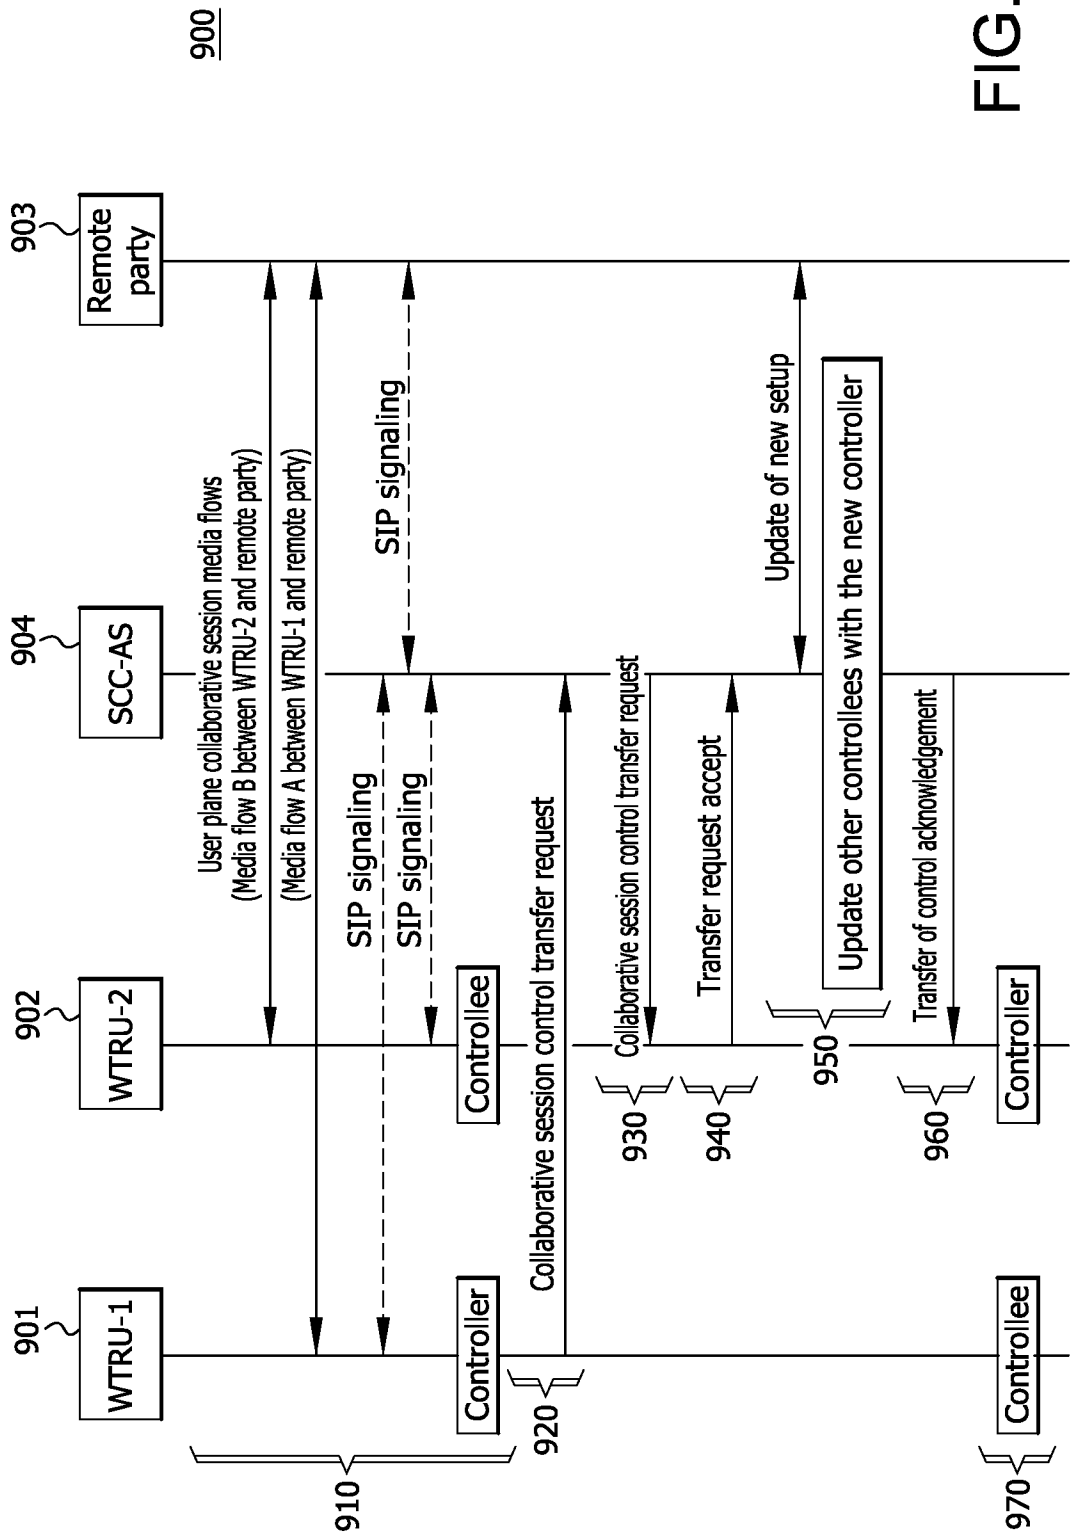 900
901
902
904
903
WTRU-1
WTRU-2
SCC-AS
Remote
party
User plane collaborative session media flows
(Media flow B between WTRU-2 and remote party)
(Media flow A between WTRU-1 and remote party)
910
SIP signaling
SIP signaling
SIP signaling
Controller
Controllee
920
Collaborative session control transfer request
930
Collaborative session control transfer request
940
Transfer request accept
950
Update of new setup
Update other controllees with the new controller
960
Transfer of control acknowledgement
970
Controllee
Controller
FIG.